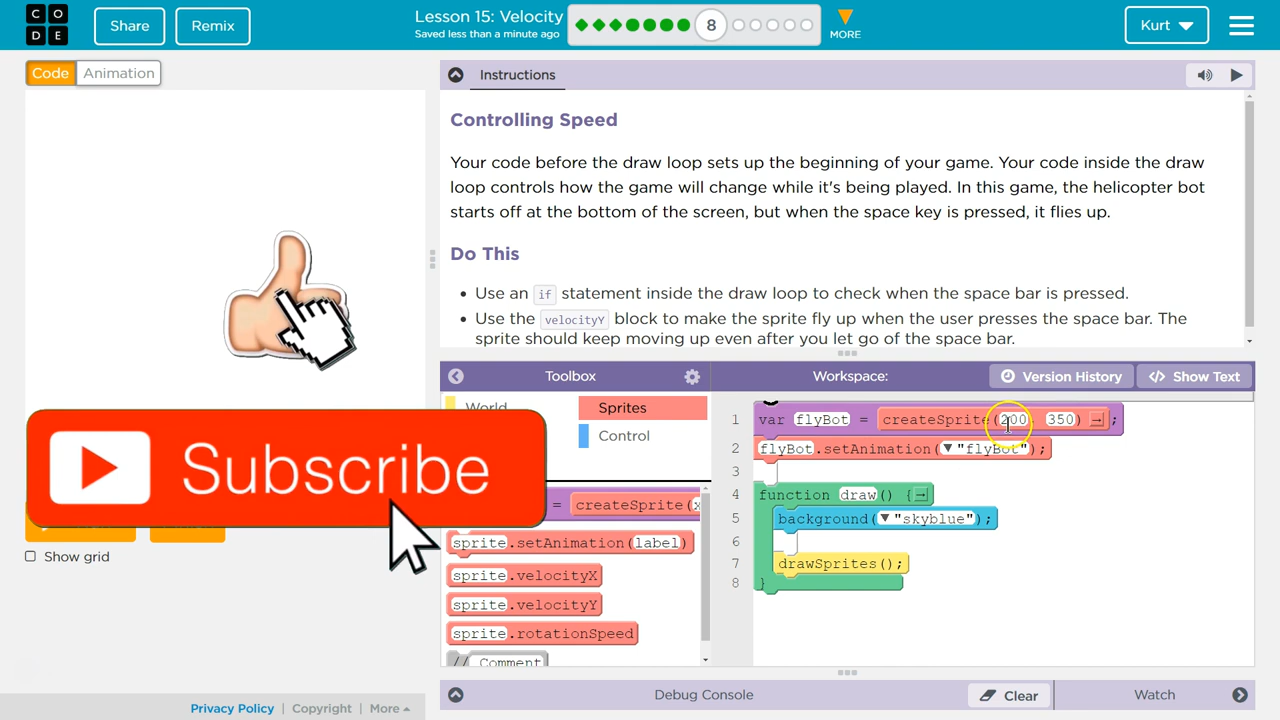 C O
D E
Share
Remix
Lesson 15: Velocity
Saved less than a minute ago
8
MORE
Kurt
Code
Animation
Instructions
Controlling Speed
Your code before the draw loop sets up the beginning of your game. Your code inside the draw
loop controls how the game will change while it's being played. In this game, the helicopter bot
starts off at the bottom of the screen, but when the space key is pressed, it flies up.
Do This
• Use an if statement inside the draw loop to check when the space bar is pressed.
• Use the velocityY block to make the sprite fly up when the user presses the space bar. The
sprite should keep moving up even after you let go of the space bar.
Toolbox
Workspace:
Version History
Show Text
World
Sprites
Control
= createSprite(x
sprite.setAnimation(label)
sprite.velocityX
sprite.velocityY
sprite.rotationSpeed
// Comment
1 var flyBot = createSprite(200, 350);
2 flyBot.setAnimation("flyBot");
3
4 function draw() {
5 background("skyblue");
6
7 drawSprites();
8 }
Subscribe
Show grid
Debug Console
Clear
Watch
Privacy Policy | Copyright | More